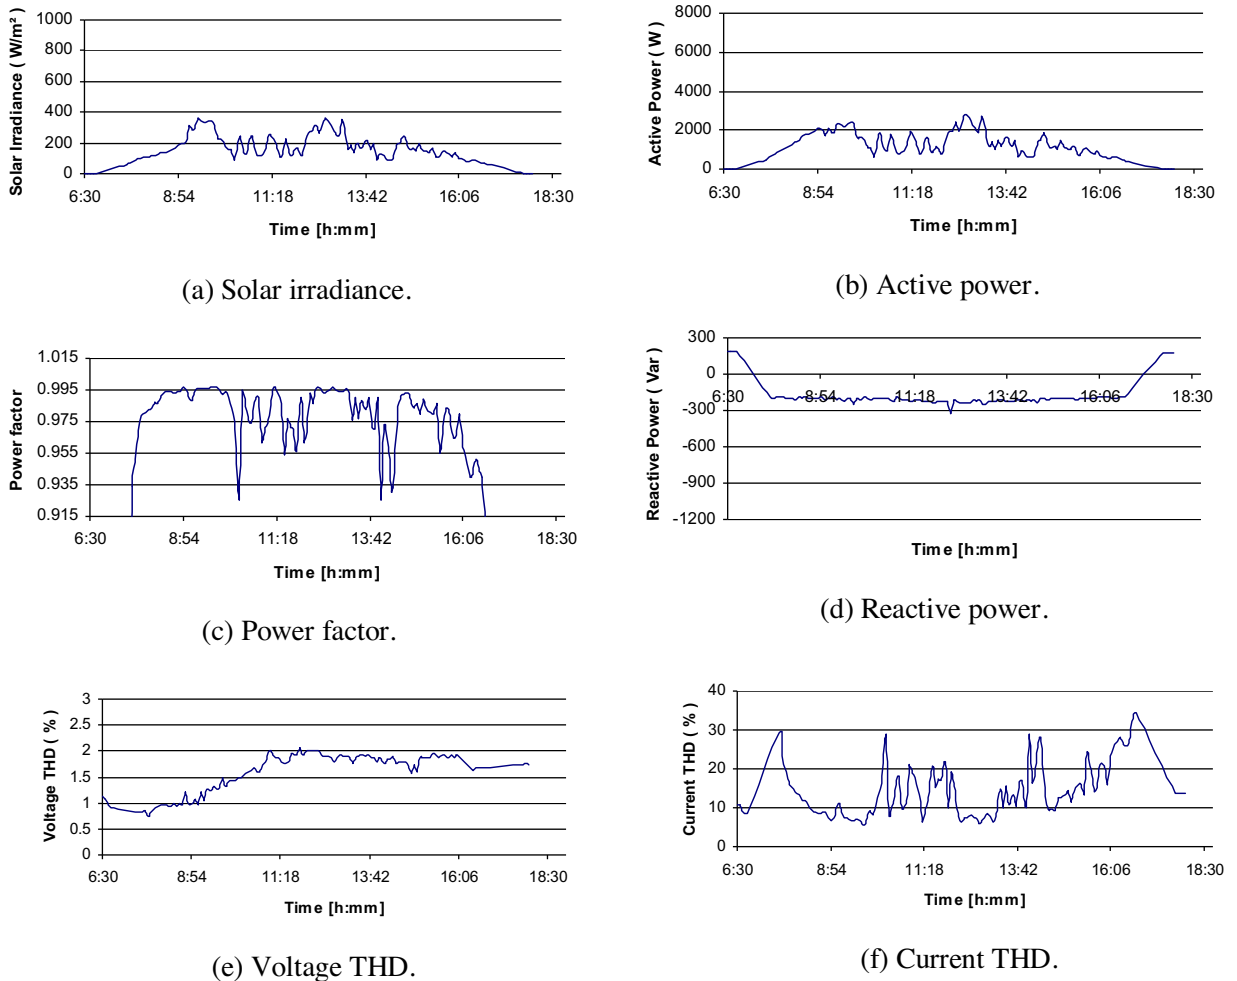 Solar Irradiance ( W/m² )
1000
800
600
400
200
0
6:30 8:54 11:18 13:42 16:06 18:30
Time [h:mm]
(a) Solar irradiance.
Active Power ( W )
8000
6000
4000
2000
0
6:30 8:54 11:18 13:42 16:06 18:30
Time [h:mm]
(b) Active power.
Power factor
1.015
0.995
0.975
0.955
0.935
0.915
6:30 8:54 11:18 13:42 16:06 18:30
Time [h:mm]
(c) Power factor.
Reactive Power ( Var )
300
0
6:30 8:54 11:18 13:42 16:06 18:30
-300
-600
-900
-1200
Time [h:mm]
(d) Reactive power.
Voltage THD ( % )
3
2.5
2
1.5
1
0.5
0
6:30 8:54 11:18 13:42 16:06 18:30
Time [h:mm]
(e) Voltage THD.
Current THD ( % )
40
30
20
10
0
6:30 8:54 11:18 13:42 16:06 18:30
Time [h:mm]
(f) Current THD.